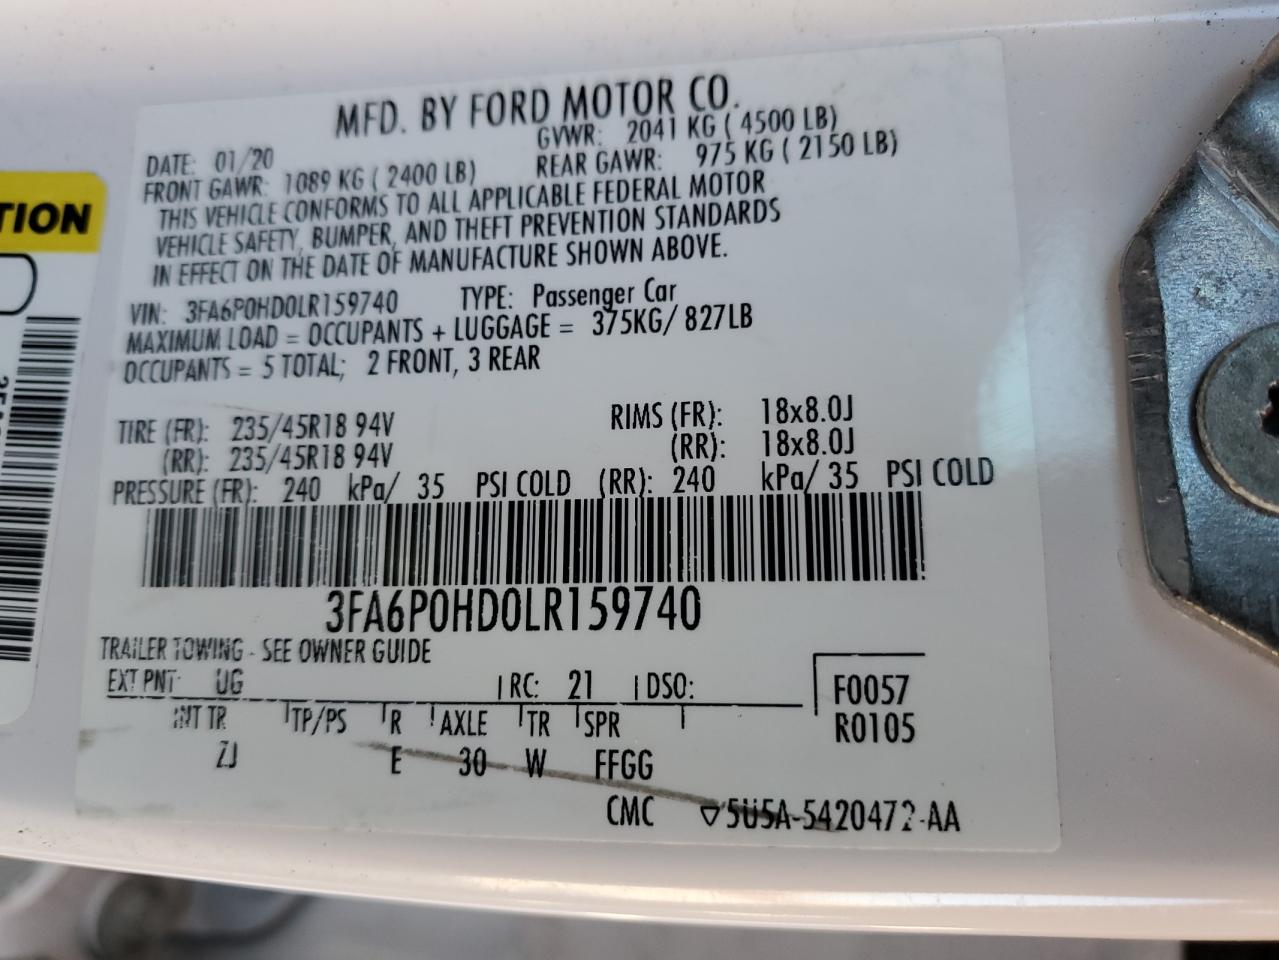 MFD. BY FORD MOTOR CO.
DATE: 01/20 GVWR: 2041 KG ( 4500 LB)
FRONT GAWR: 1089 KG ( 2400 LB) REAR GAWR: 975 KG ( 2150 LB)
THIS VEHICLE CONFORMS TO ALL APPLICABLE FEDERAL MOTOR
VEHICLE SAFETY, BUMPER, AND THEFT PREVENTION STANDARDS
IN EFFECT ON THE DATE OF MANUFACTURE SHOWN ABOVE.
VIN: 3FA6P0HD0LR159740 TYPE: Passenger Car
MAXIMUM LOAD = OCCUPANTS + LUGGAGE = 375KG/ 827LB
OCCUPANTS = 5 TOTAL; 2 FRONT, 3 REAR
TIRE (FR): 235/45R18 94V RIMS (FR): 18x8.0J
(RR): 235/45R18 94V (RR): 18x8.0J
PRESSURE (FR): 240 kPa/ 35 PSI COLD (RR): 240 kPa/ 35 PSI COLD
3FA6P0HD0LR159740
TRAILER TOWING - SEE OWNER GUIDE
EXT PNT: UG RC: 21 DSO: F0057
INT TR TP/PS R AXLE TR SPR R0105
ZJ E 30 W FFGG
CMC ▽5U5A-5420472-AA
TION